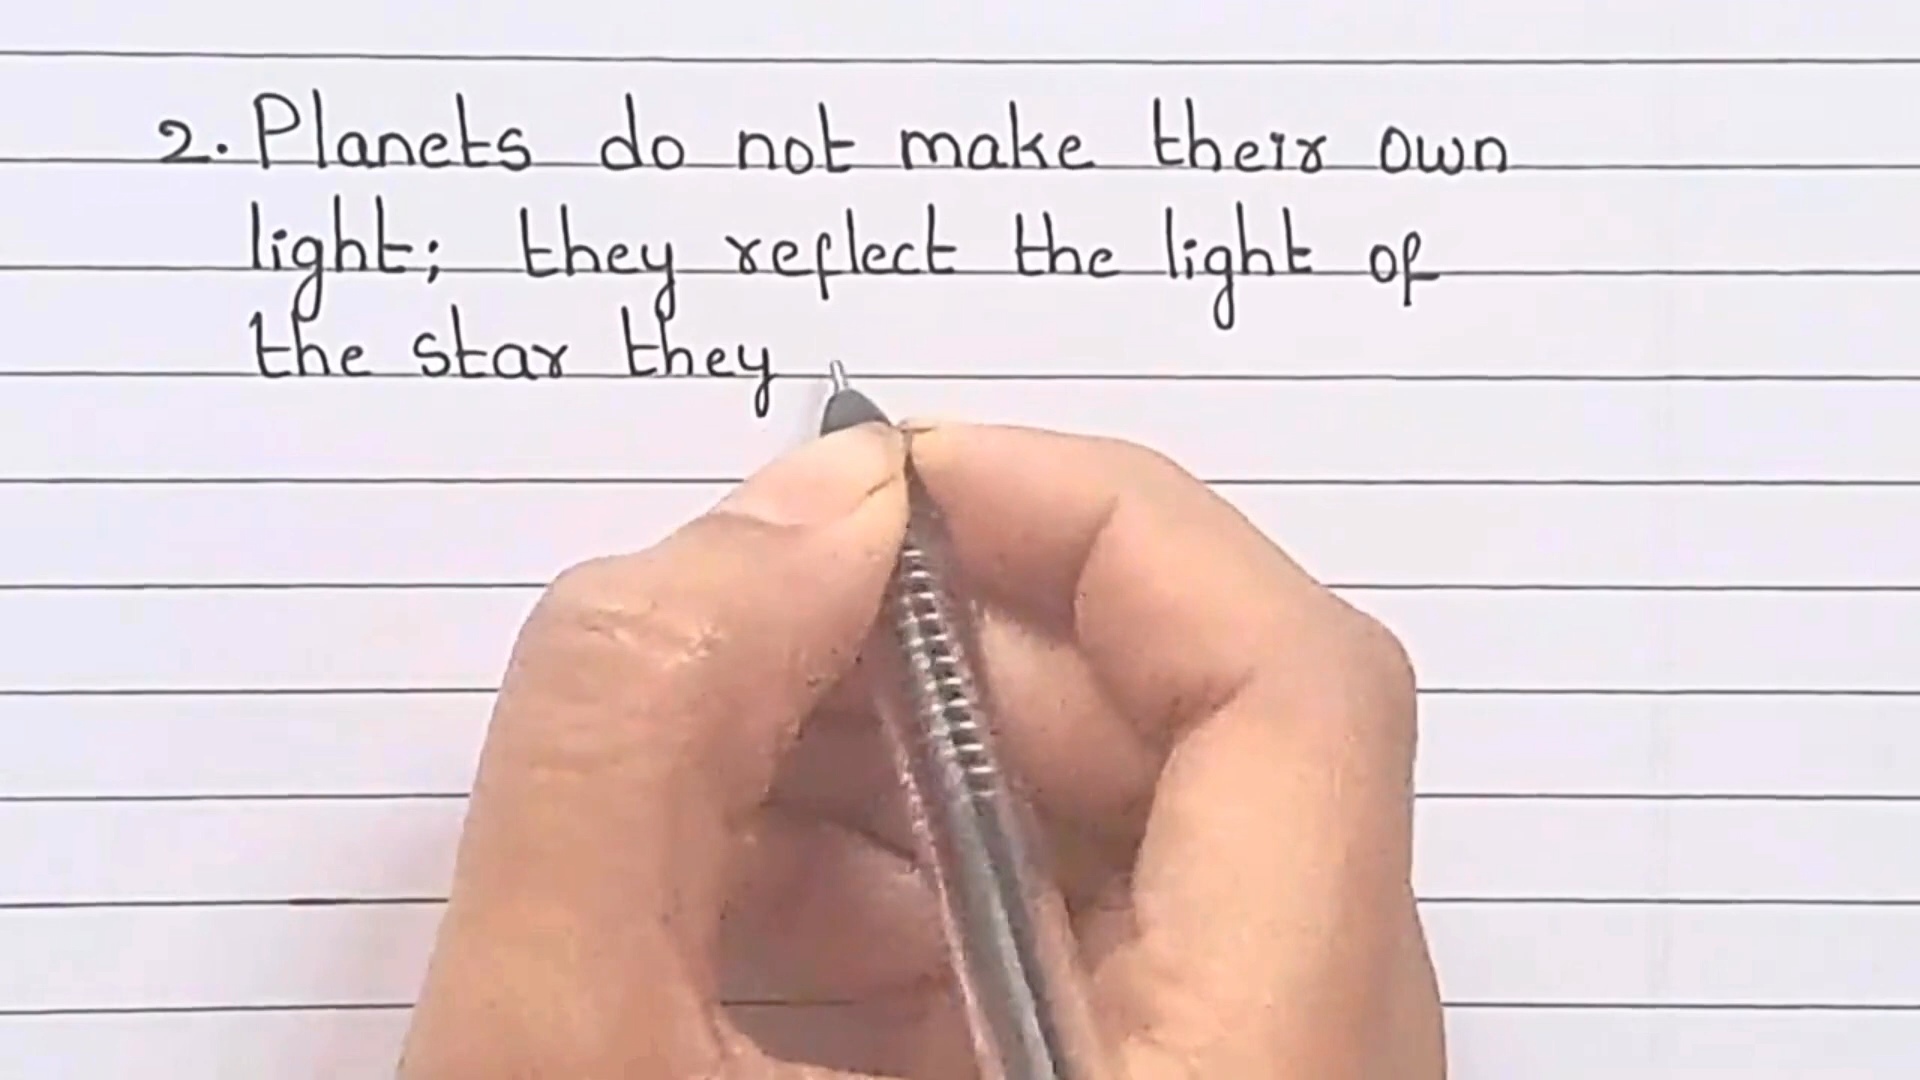 2. Planets do not make their own
light; they reflect the light of
the star they